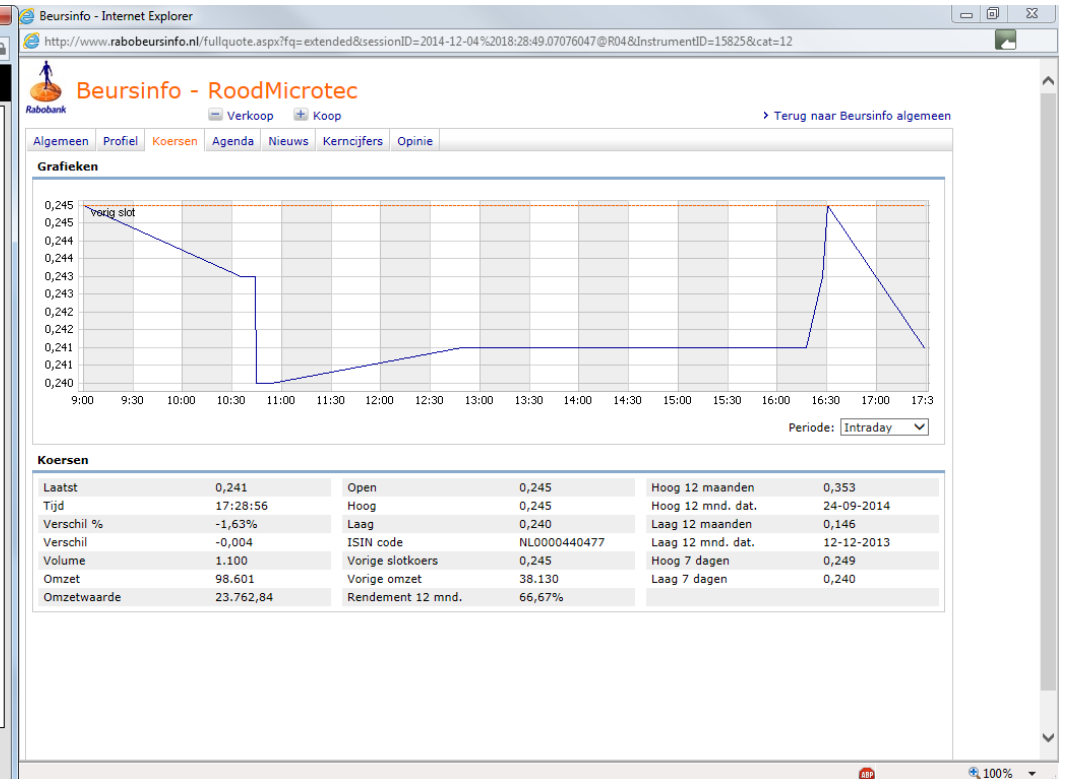 Beursinfo - Internet Explorer
http://www.rabobeursinfo.nl/fullquote.aspx?fq=extended&sessionID=2014-12-04%2018:28:49.07076047@R04&InstrumentID=15825&cat=12
Rabobank
Beursinfo - RoodMicrotec
Verkoop Koop
Terug naar Beursinfo algemeen
Algemeen Profiel Koersen Agenda Nieuws Kerncijfers Opinie
Grafieken
0,245
vorig slot
0,245
0,244
0,244
0,243
0,243
0,242
0,242
0,241
0,241
0,240
9:00 9:30 10:00 10:30 11:00 11:30 12:00 12:30 13:00 13:30 14:00 14:30 15:00 15:30 16:00 16:30 17:00 17:3
Periode: Intraday
Koersen
Laatst 0,241 Open 0,245 Hoog 12 maanden 0,353
Tijd 17:28:56 Hoog 0,245 Hoog 12 mnd. dat. 24-09-2014
Verschil % -1,63% Laag 0,240 Laag 12 maanden 0,146
Verschil -0,004 ISIN code NL0000440477 Laag 12 mnd. dat. 12-12-2013
Volume 1.100 Vorige slotkoers 0,245 Hoog 7 dagen 0,249
Omzet 98.601 Vorige omzet 38.130 Laag 7 dagen 0,240
Omzetwaarde 23.762,84 Rendement 12 mnd. 66,67%
ABP
100%